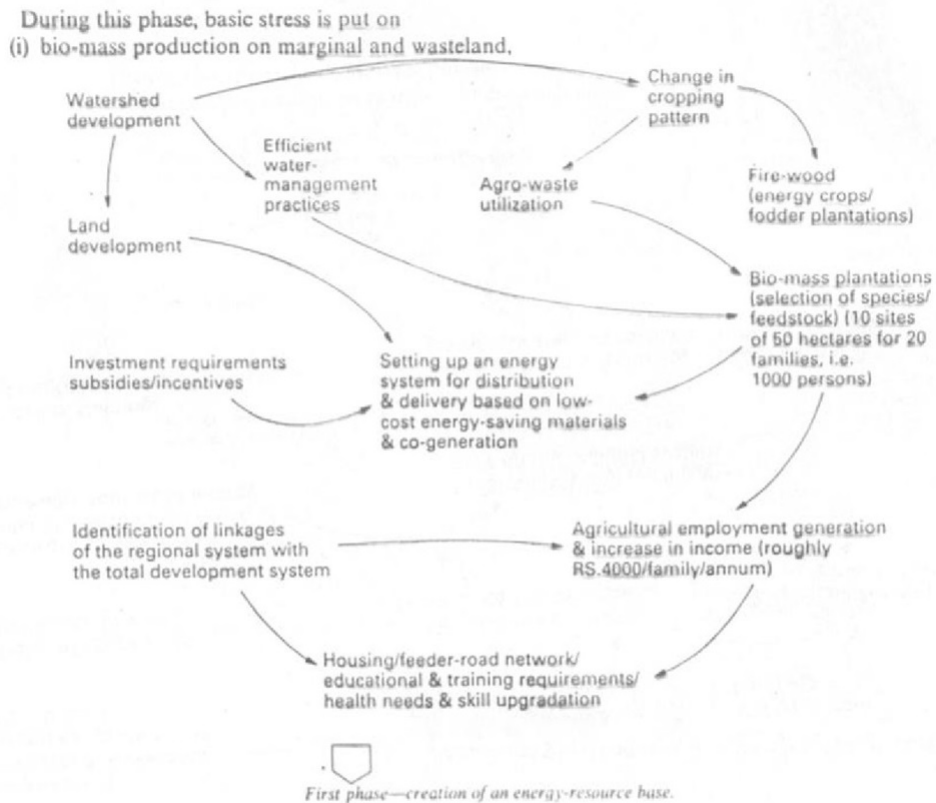 During this phase, basic stress is put on
(i) bio-mass production on marginal and wasteland,
Watershed
development
Change in
cropping
pattern
Efficient
water-
management
practices
Agro-waste
utilization
Fire-wood
(energy crops/
fodder plantations)
Land
development
Bio-mass plantations
(selection of species/
feedstock) (10 sites
of 50 hectares for 20
families, i.e.
1000 persons)
Investment requirements
subsidies/incentives
Setting up an energy
system for distribution
& delivery based on low-
cost energy-saving materials
& co-generation
Identification of linkages
of the regional system with
the total development system
Agricultural employment generation
& increase in income (roughly
RS.4000/family/annum)
Housing/feeder-road network/
educational & training requirements/
health needs & skill upgradation
First phase—creation of an energy-resource base.